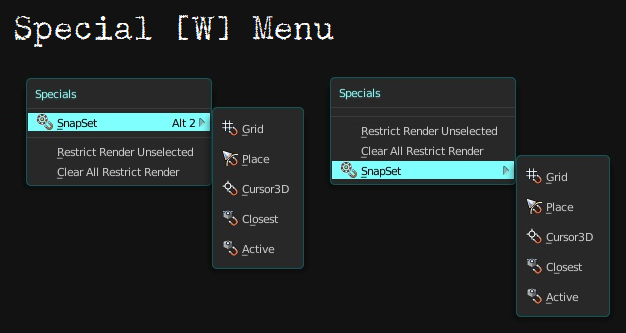 Special [W] Menu
Specials
SnapSet Alt 2
Restrict Render Unselected
Clear All Restrict Render
Grid
Place
Cursor3D
Closest
Active
Specials
Restrict Render Unselected
Clear All Restrict Render
SnapSet
Grid
Place
Cursor3D
Closest
Active